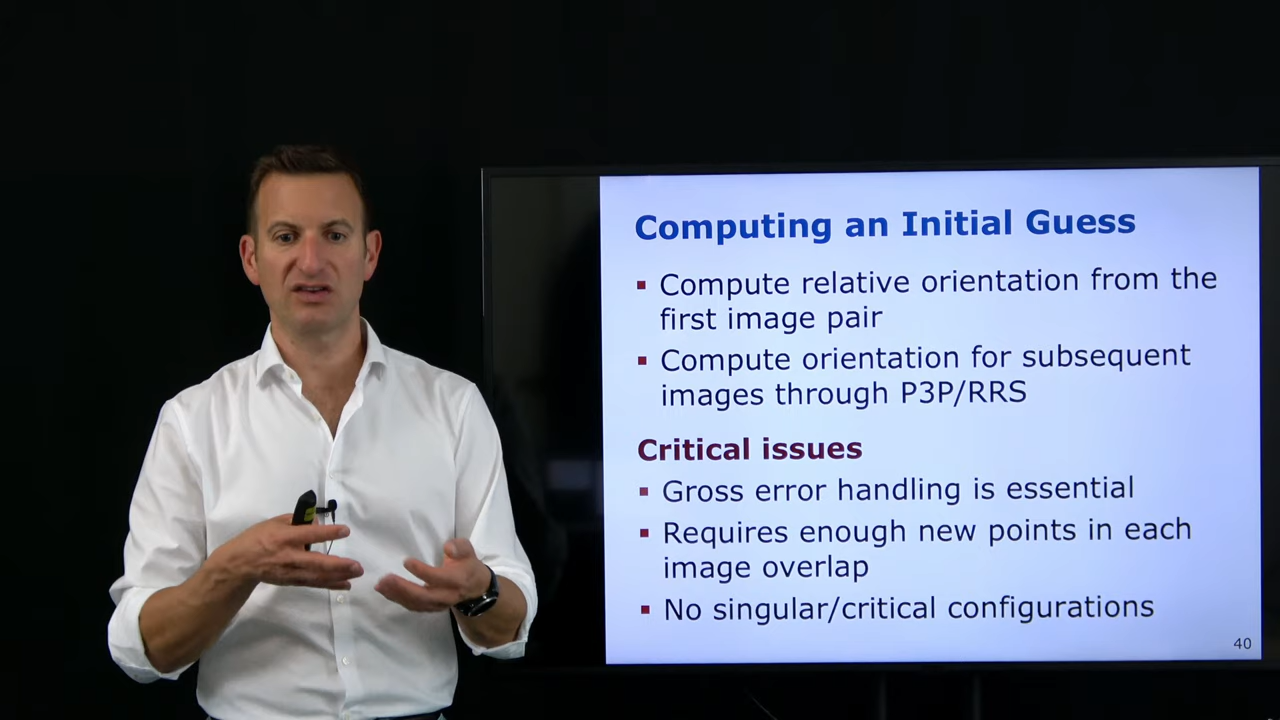 Computing an Initial Guess
▪ Compute relative orientation from the
first image pair
▪ Compute orientation for subsequent
images through P3P/RRS
Critical issues
▪ Gross error handling is essential
▪ Requires enough new points in each
image overlap
▪ No singular/critical configurations
40